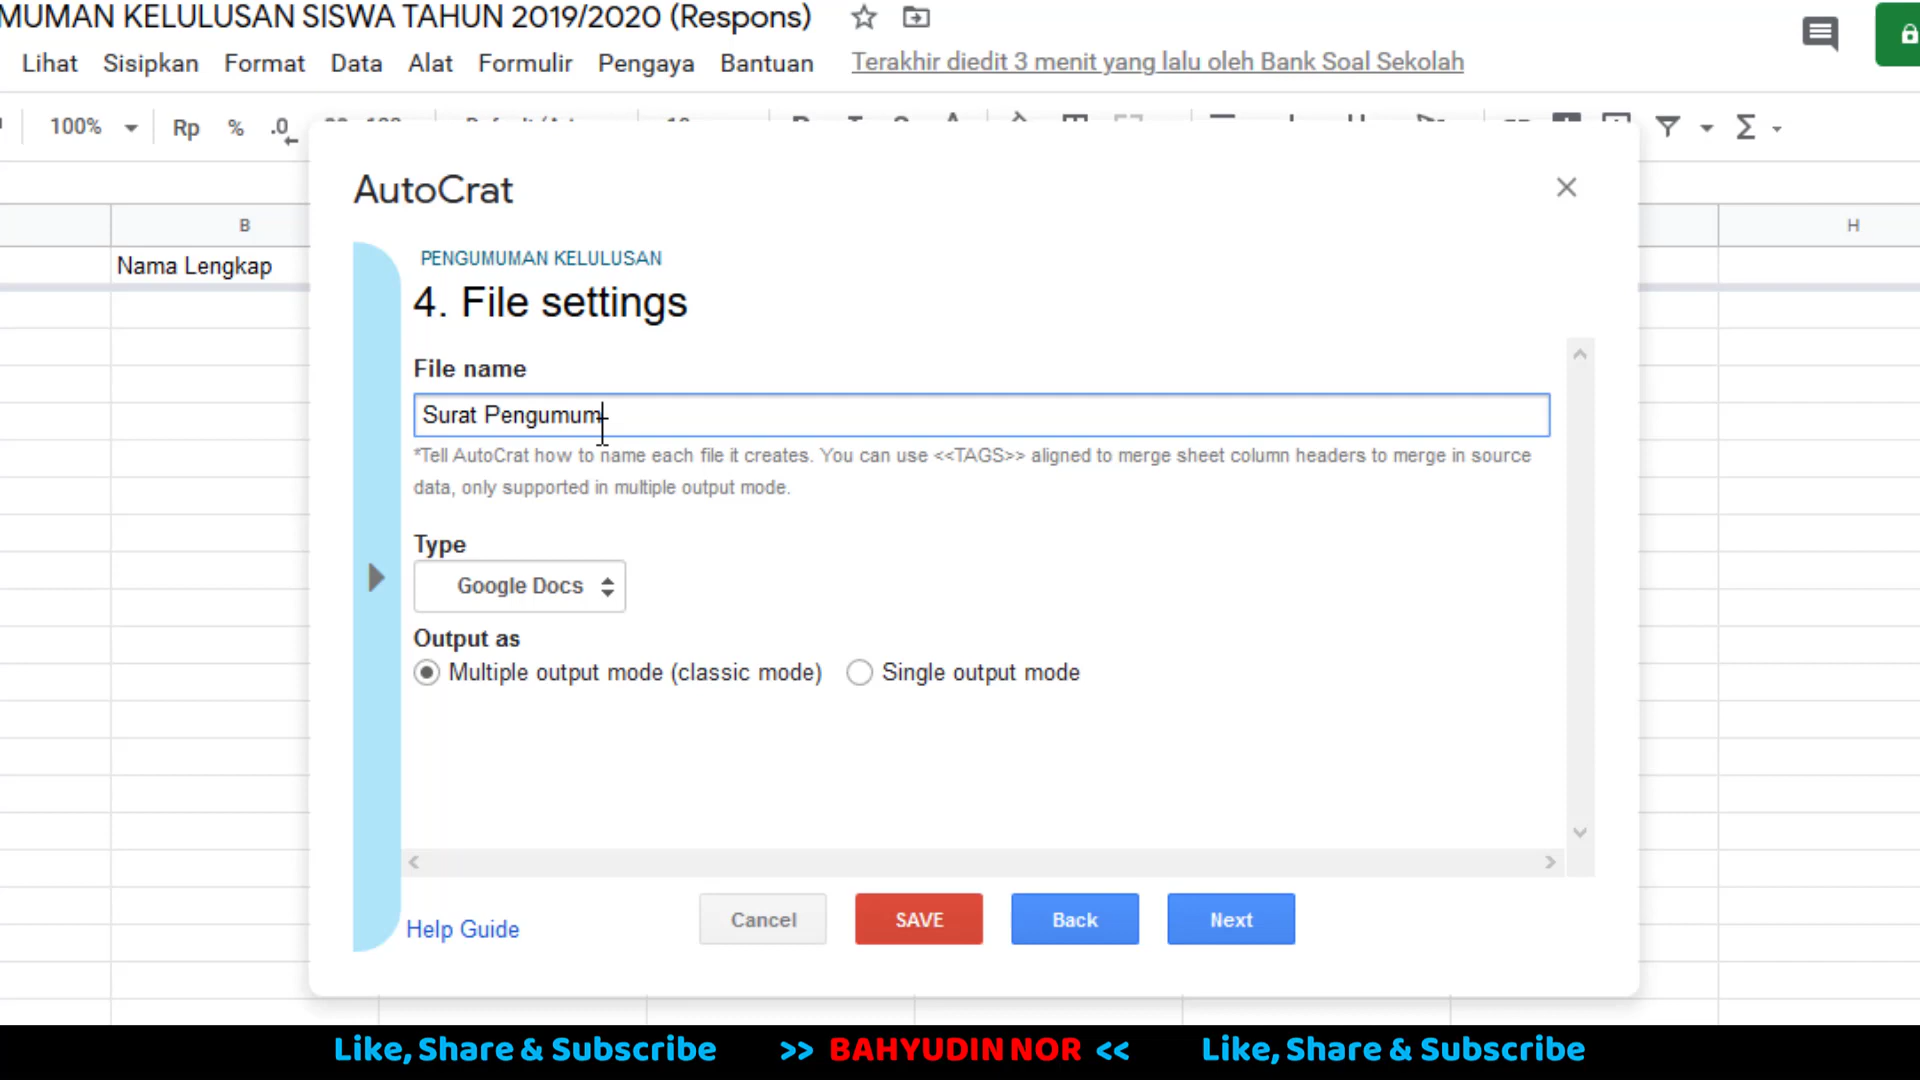 MUMAN KELULUSAN SISWA TAHUN 2019/2020 (Respons)
Lihat Sisipkan Format Data Alat Formulir Pengaya Bantuan Terakhir diedit 3 menit yang lalu oleh Bank Soal Sekolah
100% Rp % .0
AutoCrat
B H
PENGUMUMAN KELULUSAN
Nama Lengkap
4. File settings
File name
Surat Pengumum
*Tell AutoCrat how to name each file it creates. You can use <<TAGS>> aligned to merge sheet column headers to merge in source
data, only supported in multiple output mode.
Type
Google Docs
Output as
Multiple output mode (classic mode) Single output mode
Cancel SAVE Back Next
Help Guide
Like, Share & Subscribe >> BAHYUDIN NOR << Like, Share & Subscribe